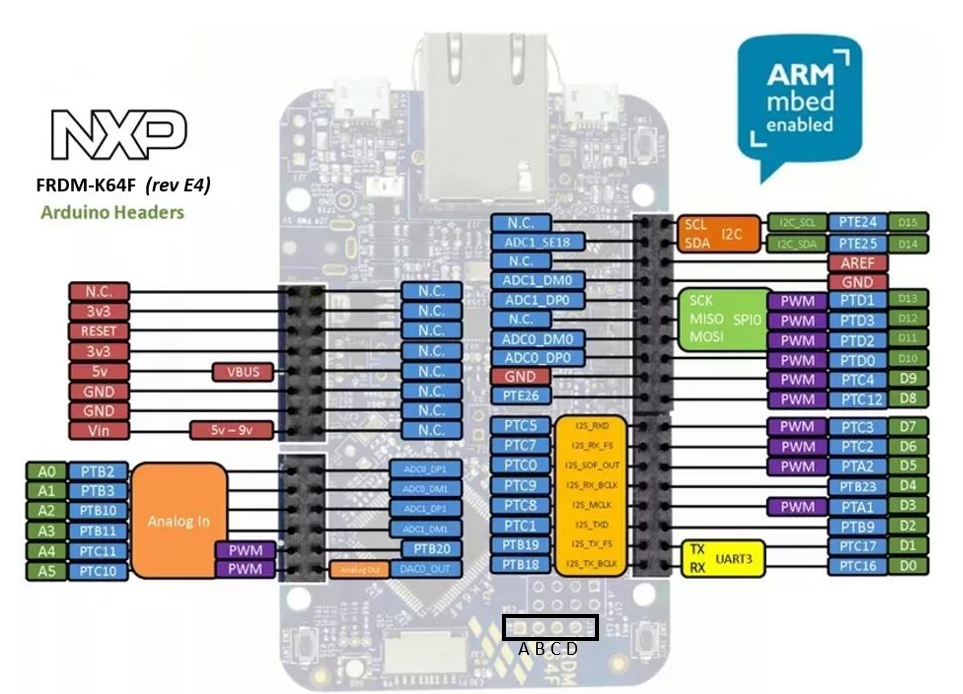 ARM
mbed
enabled
NXP
FRDM-K64F (rev E4)
Arduino Headers
N.C.
3v3
RESET
3v3
5v VBUS
GND
GND
Vin 5v – 9v
N.C.
N.C.
N.C.
N.C.
N.C.
N.C.
N.C.
N.C.
A0 PTB2
A1 PTB3
A2 PTB10
A3 PTB11
A4 PTC11 PWM
A5 PTC10 PWM
Analog In
ADC0_DP1
ADC0_DM1
ADC1_DP1
ADC1_DM1
PTB20
Analog Out DAC0_OUT
N.C.
ADC1_SE18
N.C.
ADC1_DM0
ADC1_DP0
N.C.
ADC0_DM0
ADC0_DP0
GND
PTE26
PTC5 I2S_RXD
PTC7 I2S_RX_FS
PTC0 I2S_SOF_OUT
PTC9 I2S_RX_BCLK
PTC8 I2S_MCLK
PTC1 I2S_TXD
PTB19 I2S_TX_FS
PTB18 I2S_TX_BCLK
SCL
SDA
I2C
I2C_SCL PTE24 D15
I2C_SDA PTE25 D14
AREF
GND
SCK
MISO
MOSI
SPI0
PWM PTD1 D13
PWM PTD3 D12
PWM PTD2 D11
PWM PTD0 D10
PWM PTC4 D9
PWM PTC12 D8
PWM PTC3 D7
PWM PTC2 D6
PWM PTA2 D5
PTB23 D4
PWM PTA1 D3
PTB9 D2
TX
RX
UART3
PTC17 D1
PTC16 D0
A B C D